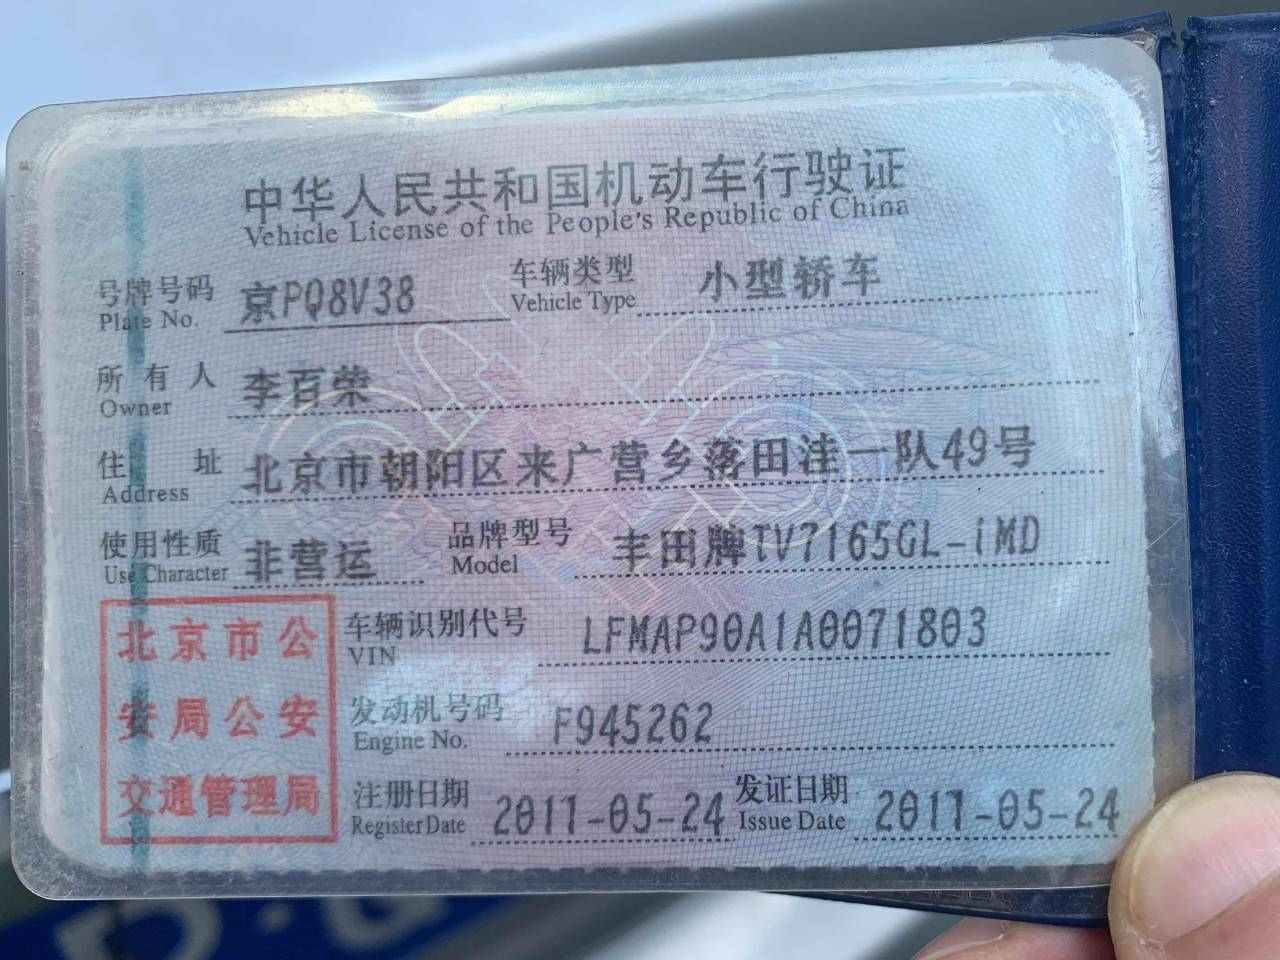 中华人民共和国机动车行驶证
Vehicle License of the People's Republic of China
号牌号码 京PQ8V38 车辆类型 小型轿车
Plate No. Vehicle Type
所有人 李百荣
Owner
住址 北京市朝阳区来广营乡落田洼一队49号
Address
使用性质 非营运 品牌型号 丰田牌TV7165GL-iMD
Use Character Model
北京市公
安局公安
交通管理局
车辆识别代号 LFMAP90A1A0071803
VIN
发动机号码 F945262
Engine No.
注册日期 2011-05-24 发证日期 2011-05-24
Register Date Issue Date